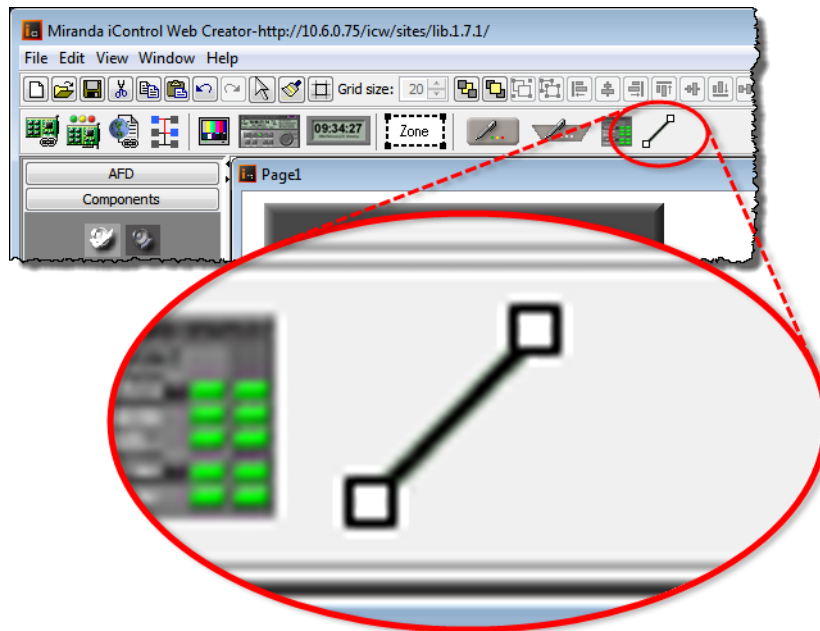 Miranda iControl Web Creator-http://10.6.0.75/icw/sites/lib.1.7.1/
File Edit View Window Help
Grid size: 20
09:34:27 Zone
AFD
Page1
Components